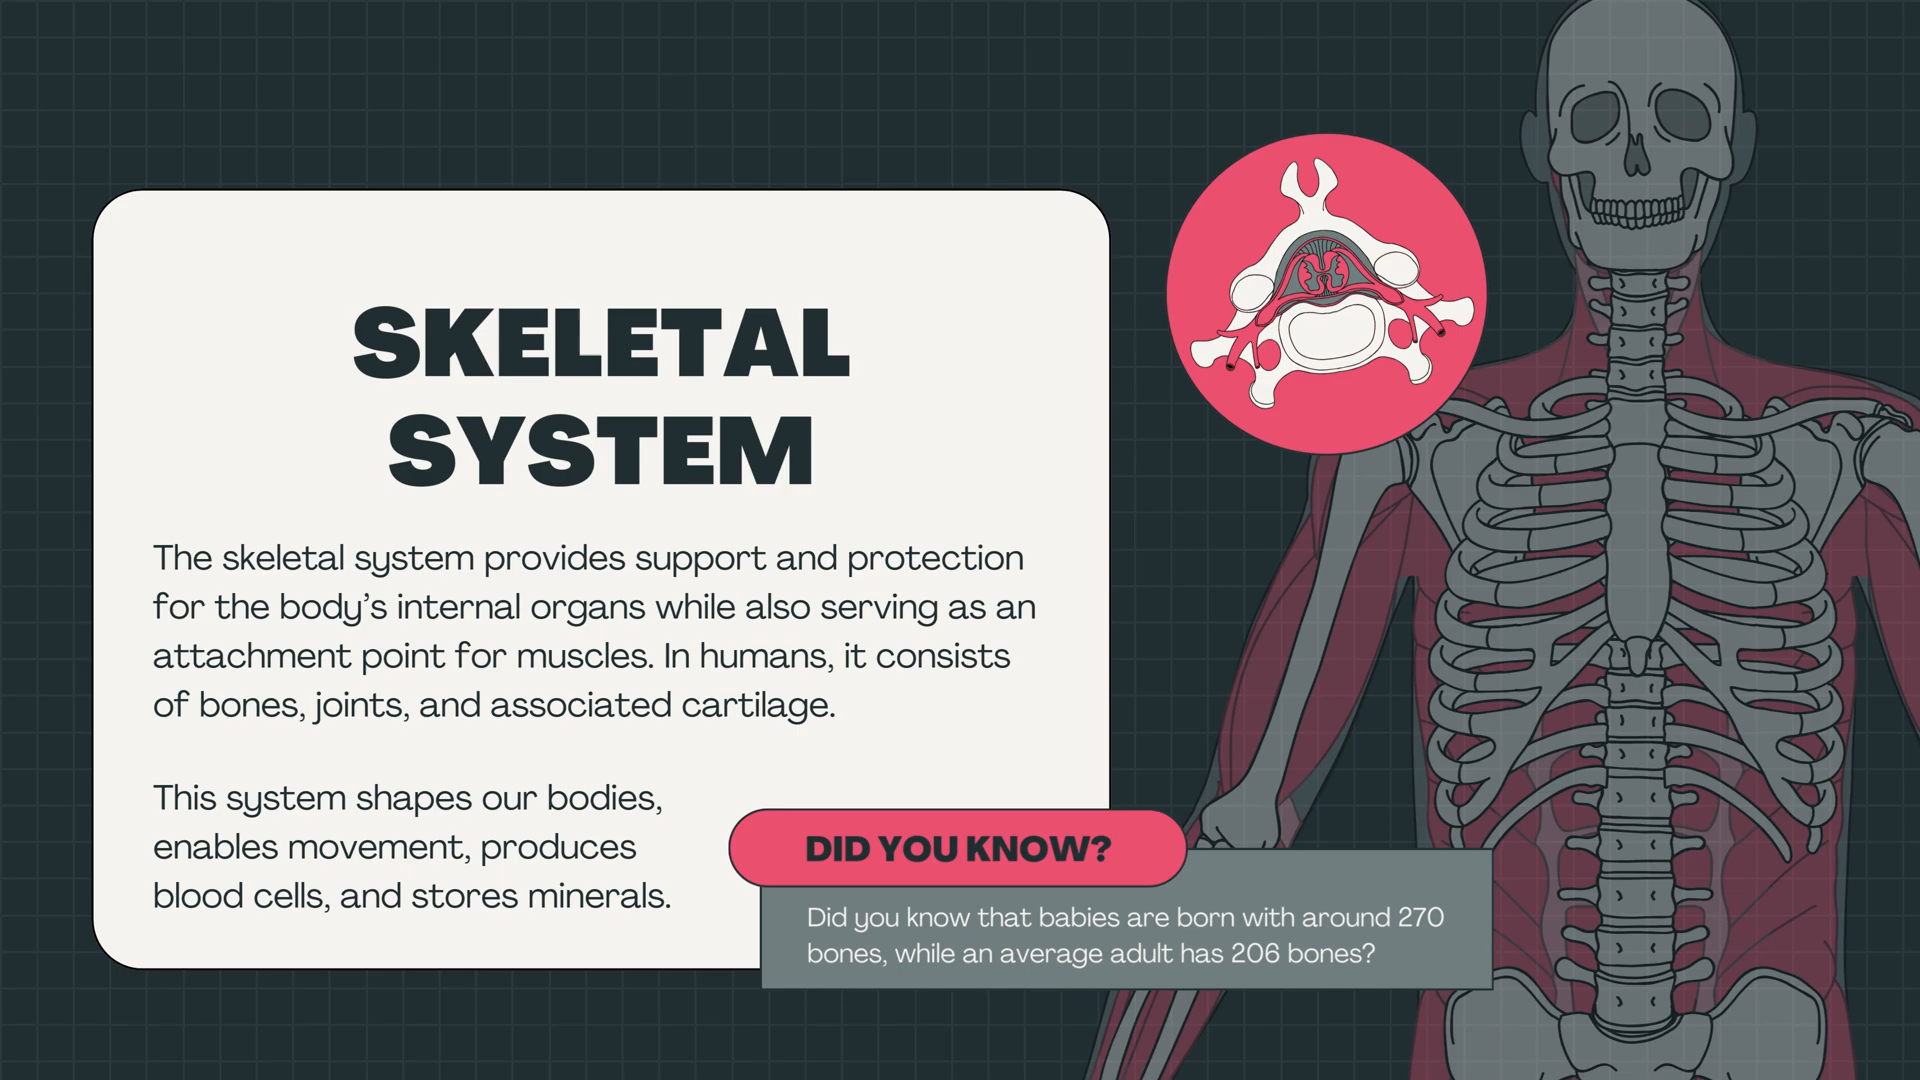 SKELETAL
SYSTEM
The skeletal system provides support and protection
for the body’s internal organs while also serving as an
attachment point for muscles. In humans, it consists
of bones, joints, and associated cartilage.
This system shapes our bodies,
enables movement, produces
blood cells, and stores minerals.
DID YOU KNOW?
Did you know that babies are born with around 270
bones, while an average adult has 206 bones?